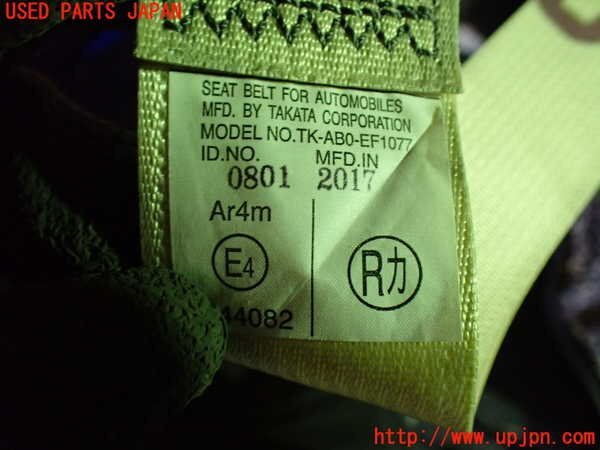 USED PARTS JAPAN
SEAT BELT FOR AUTOMOBILES
MFD. BY TAKATA CORPORATION
MODEL NO.TK-AB0-EF1077
ID.NO. MFD.IN
0801 2017
Ar4m
E4
Rカ
44082
http://www.upjpn.com/